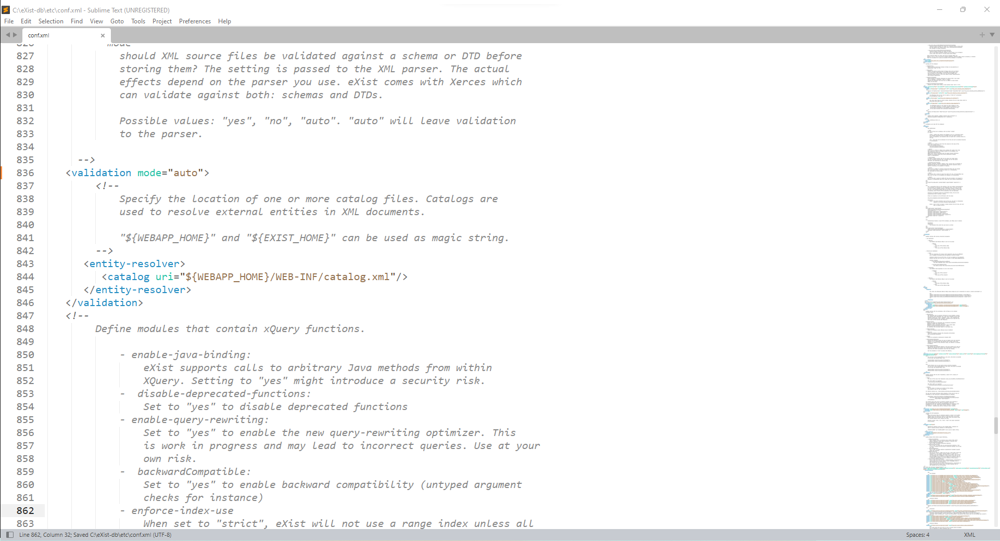 C:\eXist-db\etc\conf.xml - Sublime Text (UNREGISTERED)
File Edit Selection Find View Goto Tools Project Preferences Help
conf.xml
826 mode
827 should XML source files be validated against a schema or DTD before
828 storing them? The setting is passed to the XML parser. The actual
829 effects depend on the parser you use. eXist comes with Xerces which
830 can validate against both: schemas and DTDs.
831
832 Possible values: "yes", "no", "auto". "auto" will leave validation
833 to the parser.
834
835 -->
836 <validation mode="auto">
837 <!--
838 Specify the location of one or more catalog files. Catalogs are
839 used to resolve external entities in XML documents.
840
841 "${WEBAPP_HOME}" and "${EXIST_HOME}" can be used as magic string.
842 -->
843 <entity-resolver>
844 <catalog uri="${WEBAPP_HOME}/WEB-INF/catalog.xml"/>
845 </entity-resolver>
846 </validation>
847 <!--
848 Define modules that contain xQuery functions.
849
850 - enable-java-binding:
851 eXist supports calls to arbitrary Java methods from within
852 XQuery. Setting to "yes" might introduce a security risk.
853 - disable-deprecated-functions:
854 Set to "yes" to disable deprecated functions
855 - enable-query-rewriting:
856 Set to "yes" to enable the new query-rewriting optimizer. This
857 is work in progress and may lead to incorrect queries. Use at your
858 own risk.
859 - backwardCompatible:
860 Set to "yes" to enable backward compatibility (untyped argument
861 checks for instance)
862 - enforce-index-use
863 When set to "strict", eXist will not use a range index unless all
Line 862, Column 32; Saved C:\eXist-db\etc\conf.xml (UTF-8) Spaces: 4 XML